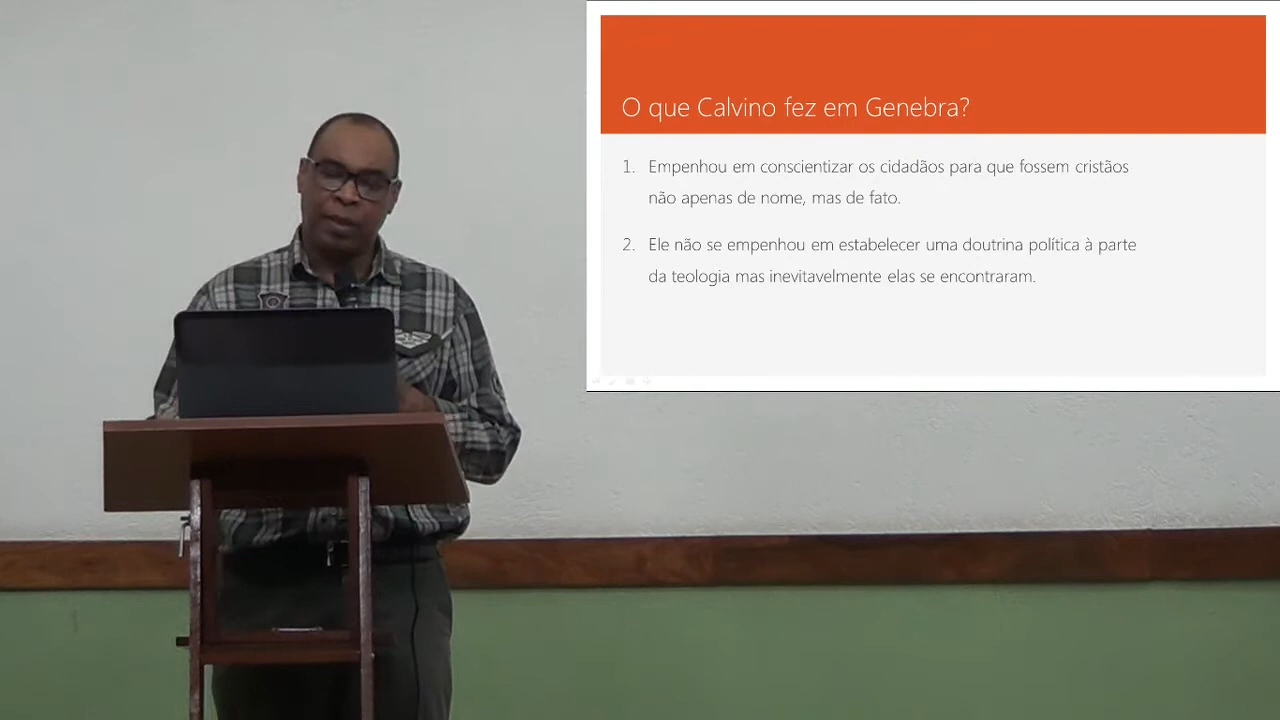 O que Calvino fez em Genebra?
1. Empenhou em conscientizar os cidadãos para que fossem cristãos
não apenas de nome, mas de fato.
2. Ele não se empenhou em estabelecer uma doutrina política à parte
da teologia mas inevitavelmente elas se encontraram.